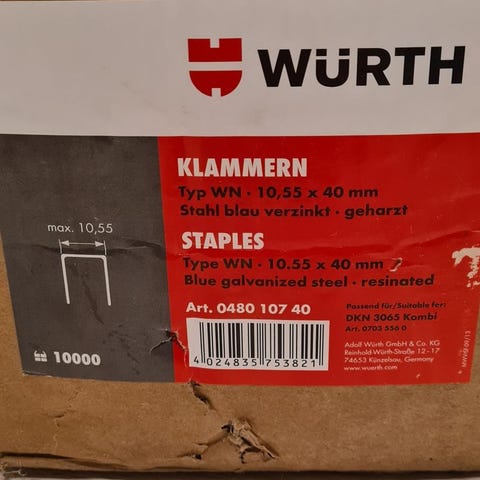 WÜRTH
KLAMMERN
Typ WN · 10,55 x 40 mm
Stahl blau verzinkt · geharzt
max. 10,55
STAPLES
Type WN · 10.55 x 40 mm
Blue galvanized steel · resinated
Art. 0480 107 40
Passend für/Suitable for:
DKN 3065 Kombi
Art. 0703 556 0
10000
4 024835 753821
Adolf Würth GmbH & Co. KG
Reinhold-Würth-Straße 12 - 17
74653 Künzelsau, Germany
www.wuerth.com